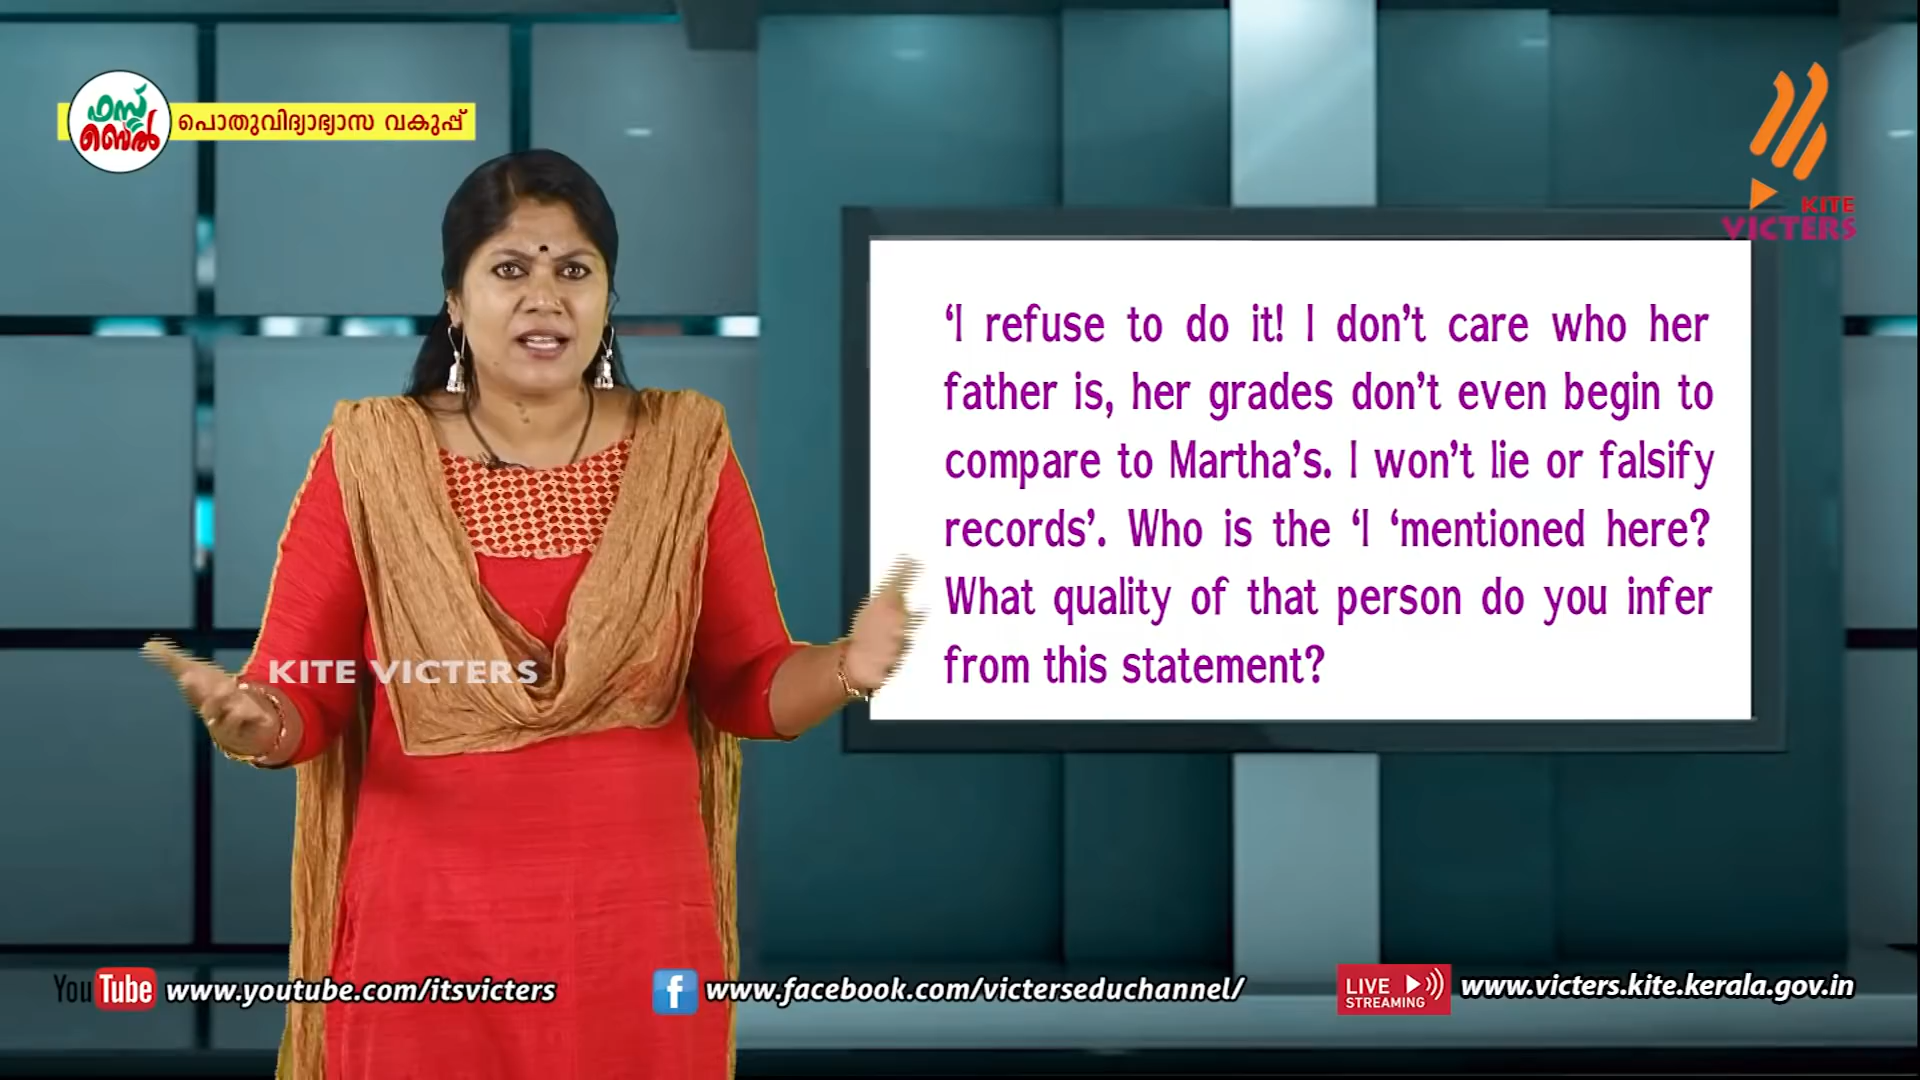 ഫസ്റ്റ്
ബെൽ
പൊതുവിദ്യാഭ്യാസ വകുപ്പ്
KITE
VICTERS
‘I refuse to do it! I don’t care who her
father is, her grades don’t even begin to
compare to Martha’s. I won’t lie or falsify
records’. Who is the ‘I ‘mentioned here?
What quality of that person do you infer
from this statement?
KITE VICTERS
YouTube www.youtube.com/itsvicters
f www.facebook.com/victerseduchannel/
LIVE
STREAMING
www.victers.kite.kerala.gov.in